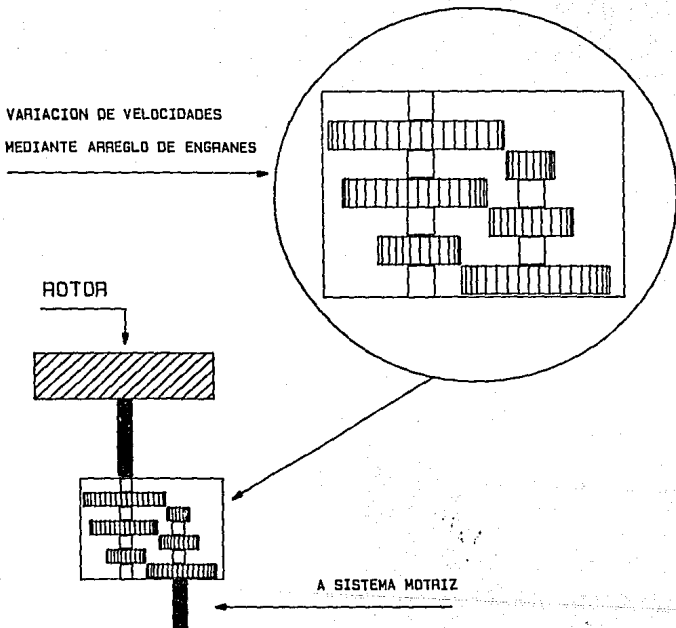 VARIACION DE VELOCIDADES
MEDIANTE ARREGLO DE ENGRANES
ROTOR
A SISTEMA MOTRIZ